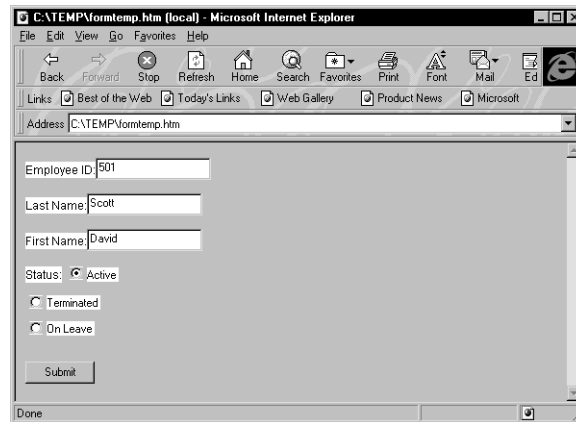 C:\TEMP\formtemp.htm (local) - Microsoft Internet Explorer
File Edit View Go Favorites Help
Back Forward Stop Refresh Home Search Favorites Print Font Mail Ed
Links Best of the Web Today's Links Web Gallery Product News Microsoft
Address C:\TEMP\formtemp.htm
Employee ID: 501
Last Name: Scott
First Name: David
Status: Active
Terminated
On Leave
Submit
Done